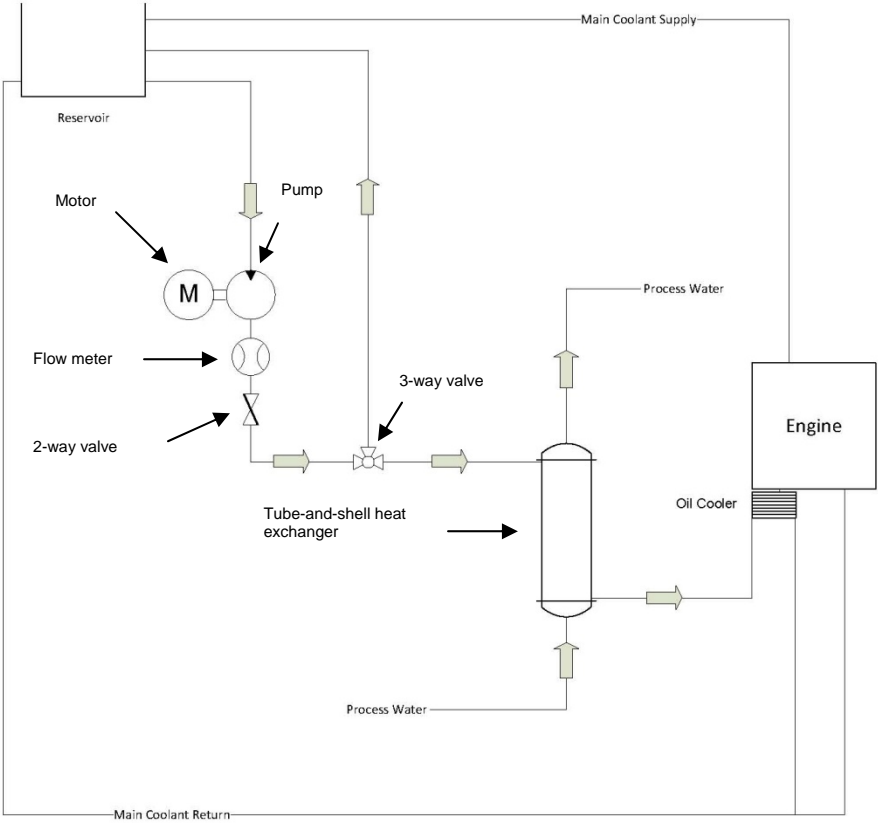 Main Coolant Supply
Reservoir
Pump
Motor
M
Process Water
Flow meter
3-way valve
2-way valve
Engine
Oil Cooler
Tube-and-shell heat
exchanger
Process Water
Main Coolant Return